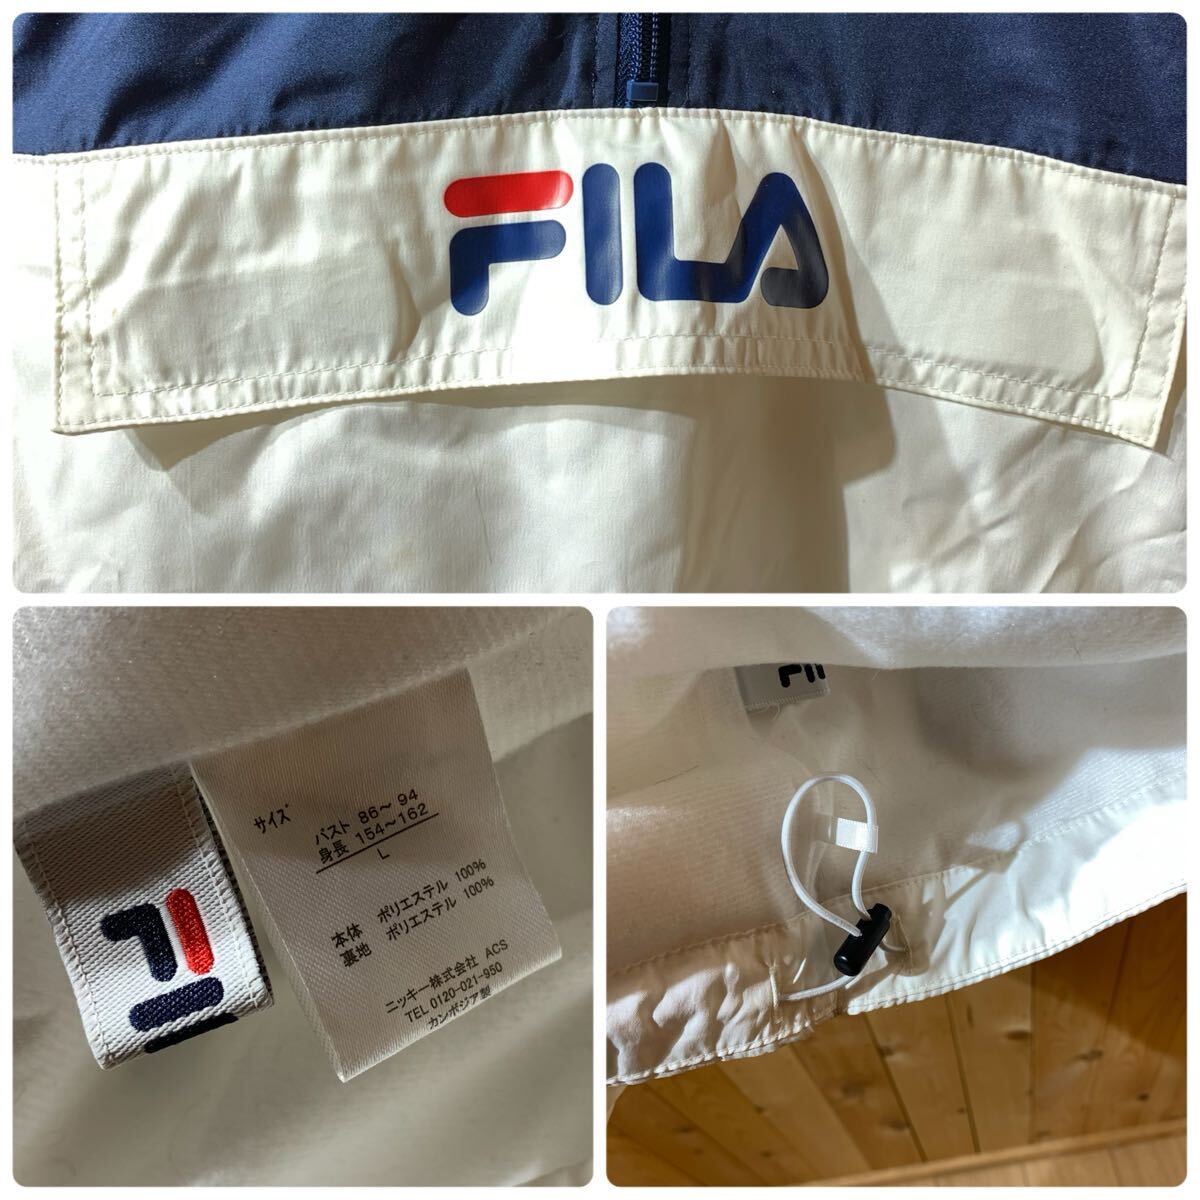 FILA
サイズ
バスト 86～94
身長 154～162
L
本体 ポリエステル 100%
裏地 ポリエステル 100%
ニッキー株式会社 ACS
TEL 0120-021-950
カンボジア製
FI
FIL